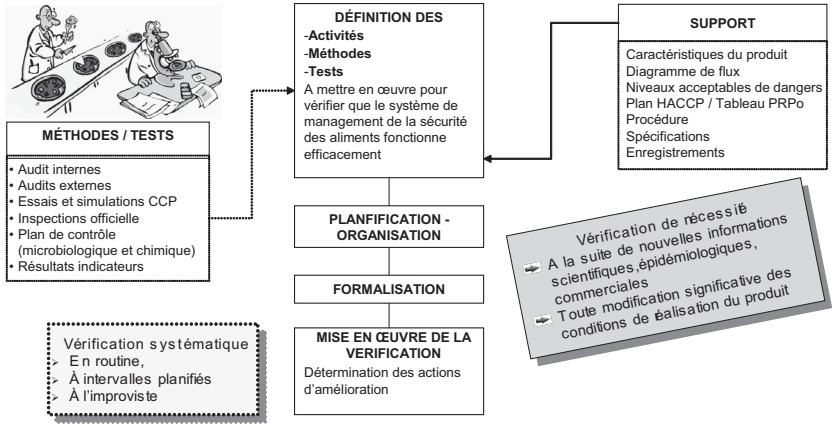 MÉTHODES / TESTS
• Audit internes
• Audits externes
• Essais et simulations CCP
• Inspections officielle
• Plan de contrôle
(microbiologique et chimique)
• Résultats indicateurs
DÉFINITION DES
-Activités
-Méthodes
-Tests
A mettre en œuvre pour
vérifier que le système de
management de la sécurité
des aliments fonctionne
efficacement
SUPPORT
Caractéristiques du produit
Diagramme de flux
Niveaux acceptables de dangers
Plan HACCP / Tableau PRPo
Procédure
Spécifications
Enregistrements
PLANFIFICATION -
ORGANISATION
FORMALISATION
MISE EN ŒUVRE DE LA
VERIFICATION
Détermination des actions
d’amélioration
Vérification systématique
➢ En routine,
➢ À intervalles planifiés
➢ À l’improviste
Vérification de nécessité
A la suite de nouvelles informations
scientifiques,épidémiologiques,
commerciales
Toute modification significative des
conditions de réalisation du produit